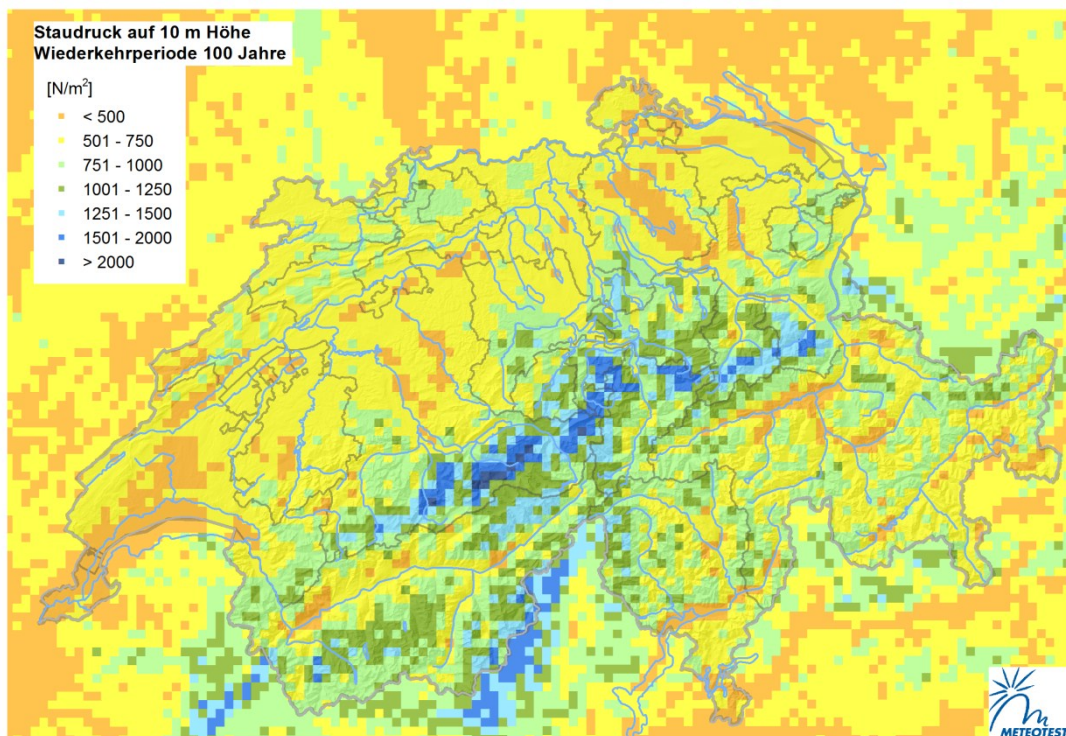 Staudruck auf 10 m Höhe
Wiederkehrperiode 100 Jahre
[N/m²]
< 500
501 - 750
751 - 1000
1001 - 1250
1251 - 1500
1501 - 2000
> 2000
METEOTEST